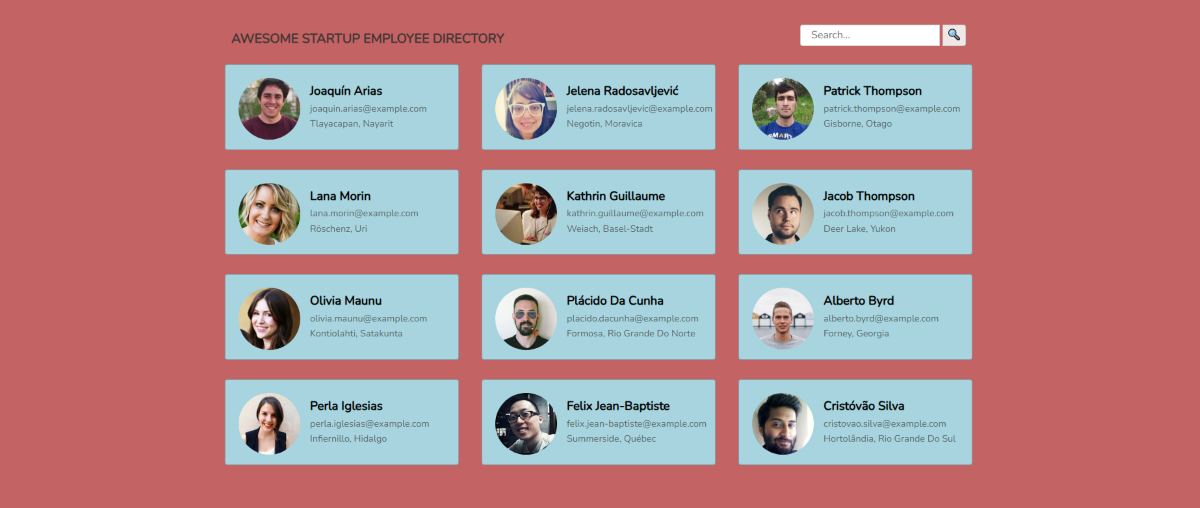 AWESOME STARTUP EMPLOYEE DIRECTORY
Search...
Joaquín Arias
joaquin.arias@example.com
Tlayacapan, Nayarit
Jelena Radosavljević
jelena.radosavljevic@example.com
Negotin, Moravica
Patrick Thompson
patrick.thompson@example.com
Gisborne, Otago
SMART
Lana Morin
lana.morin@example.com
Röschenz, Uri
Kathrin Guillaume
kathrin.guillaume@example.com
Weiach, Basel-Stadt
Jacob Thompson
jacob.thompson@example.com
Deer Lake, Yukon
Olivia Maunu
olivia.maunu@example.com
Kontiolahti, Satakunta
Plácido Da Cunha
placido.dacunha@example.com
Formosa, Rio Grande Do Norte
Alberto Byrd
alberto.byrd@example.com
Forney, Georgia
Perla Iglesias
perla.iglesias@example.com
Infiernillo, Hidalgo
Felix Jean-Baptiste
felix.jean-baptiste@example.com
Summerside, Québec
Cristóvão Silva
cristovao.silva@example.com
Hortolândia, Rio Grande Do Sul